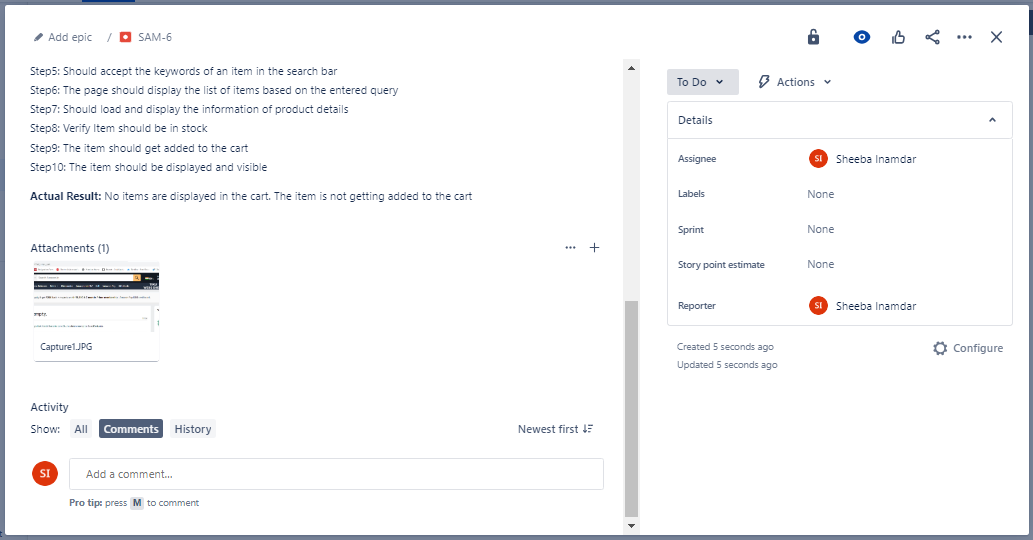 Add epic / SAM-6
Step5: Should accept the keywords of an item in the search bar
Step6: The page should display the list of items based on the entered query
Step7: Should load and display the information of product details
Step8: Verify Item should be in stock
Step9: The item should get added to the cart
Step10: The item should be displayed and visible
Actual Result: No items are displayed in the cart. The item is not getting added to the cart
Attachments (1)
empty.
Capture1.JPG
Activity
Show: All Comments History
Newest first
SI
Add a comment...
Pro tip: press M to comment
To Do
Actions
Details
Assignee SI Sheeba Inamdar
Labels None
Sprint None
Story point estimate None
Reporter SI Sheeba Inamdar
Created 5 seconds ago
Updated 5 seconds ago
Configure